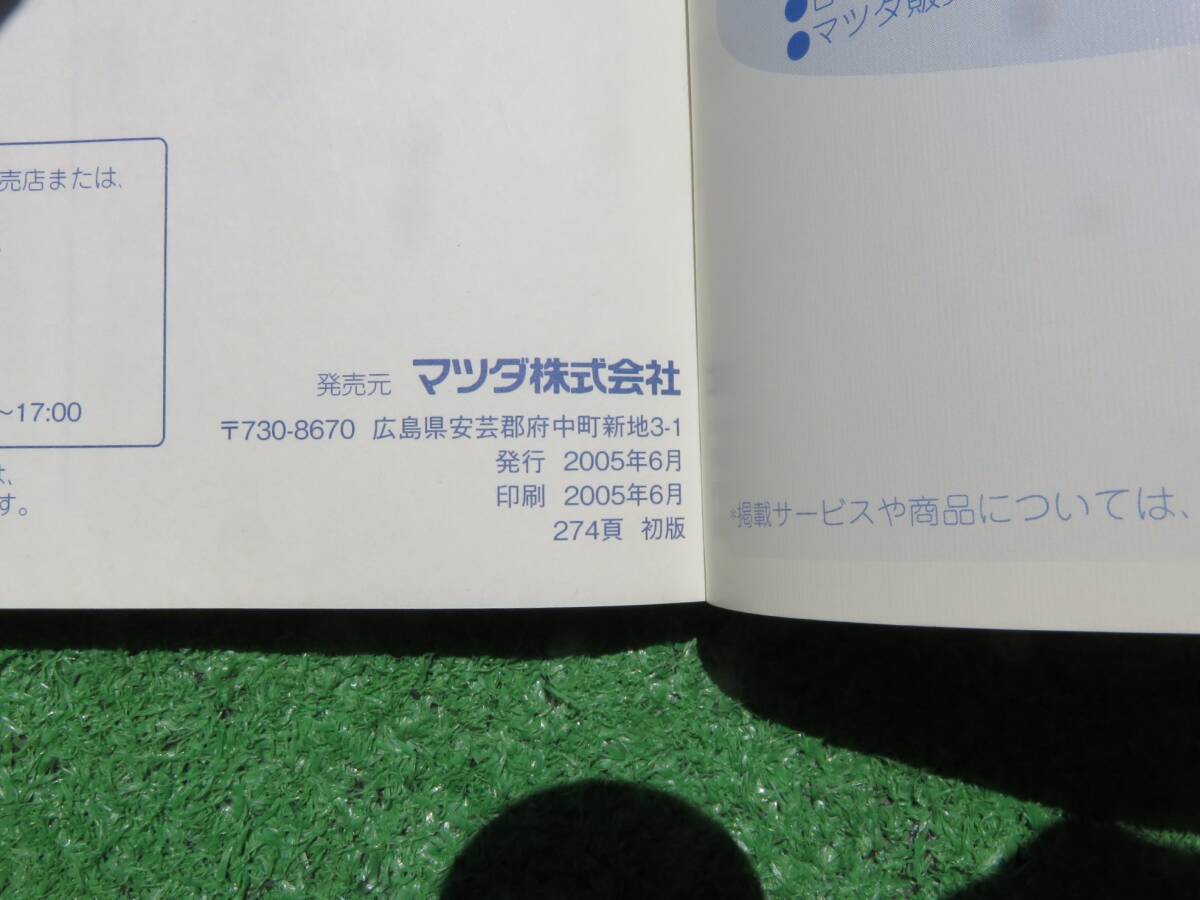 売店または、
~17:00
は、
す。
発売元 マツダ株式会社
〒730-8670 広島県安芸郡府中町新地3-1
発行 2005年6月
印刷 2005年6月
274頁 初版
●
●マツダ販
*掲載サービスや商品については、